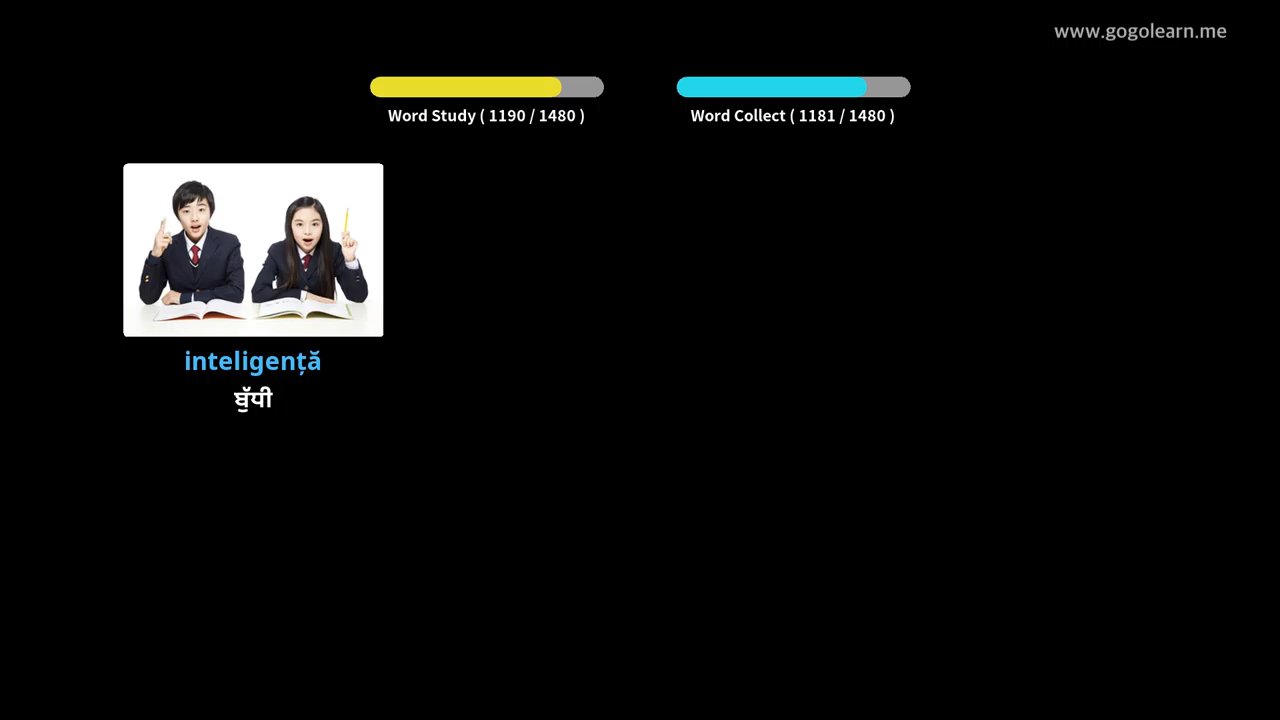 www.gogolearn.me
Word Study ( 1190 / 1480 )
Word Collect ( 1181 / 1480 )
inteligență
ਬੁੱਧੀ